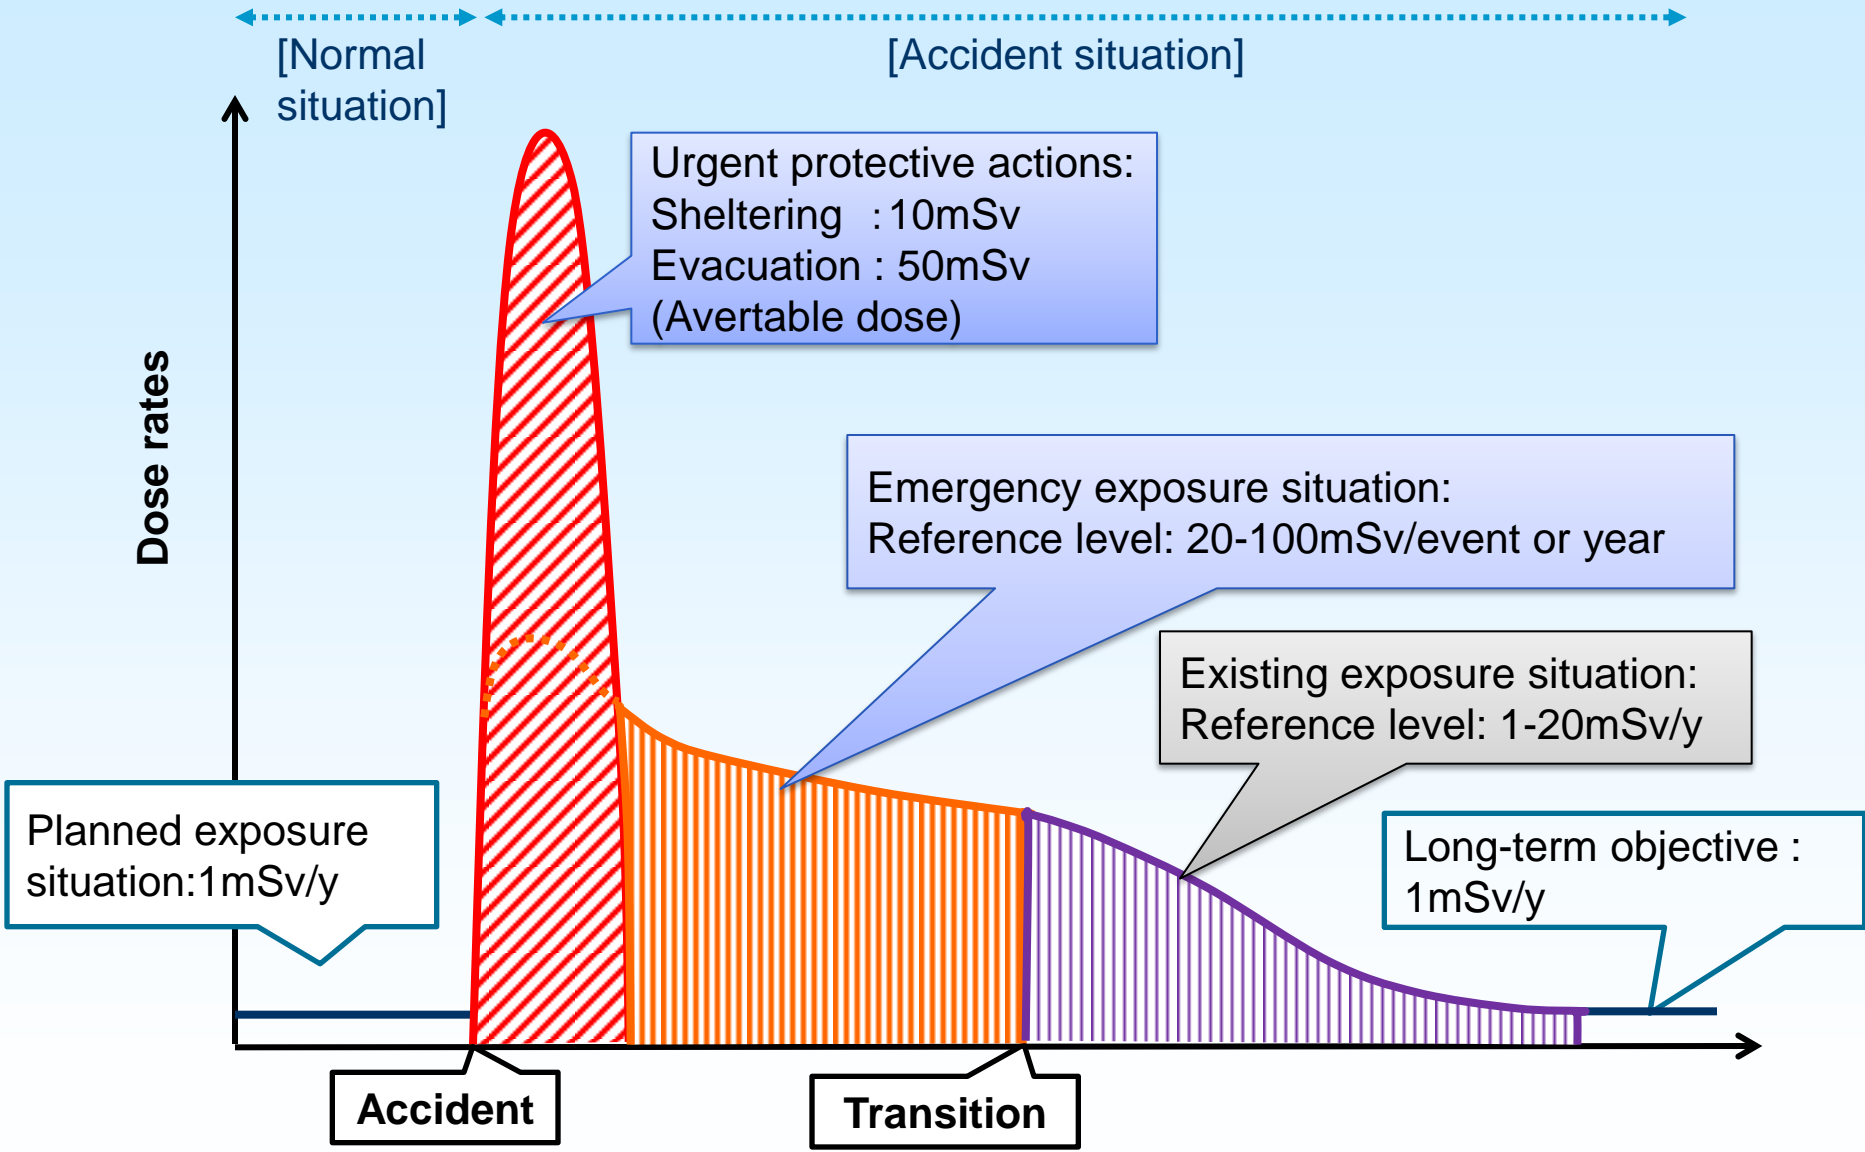 [Normal
situation]
[Accident situation]
Urgent protective actions:
Sheltering : 10mSv
Evacuation : 50mSv
(Avertable dose)
Dose rates
Emergency exposure situation:
Reference level: 20-100mSv/event or year
Existing exposure situation:
Reference level: 1-20mSv/y
Planned exposure
situation:1mSv/y
Long-term objective :
1mSv/y
Accident
Transition